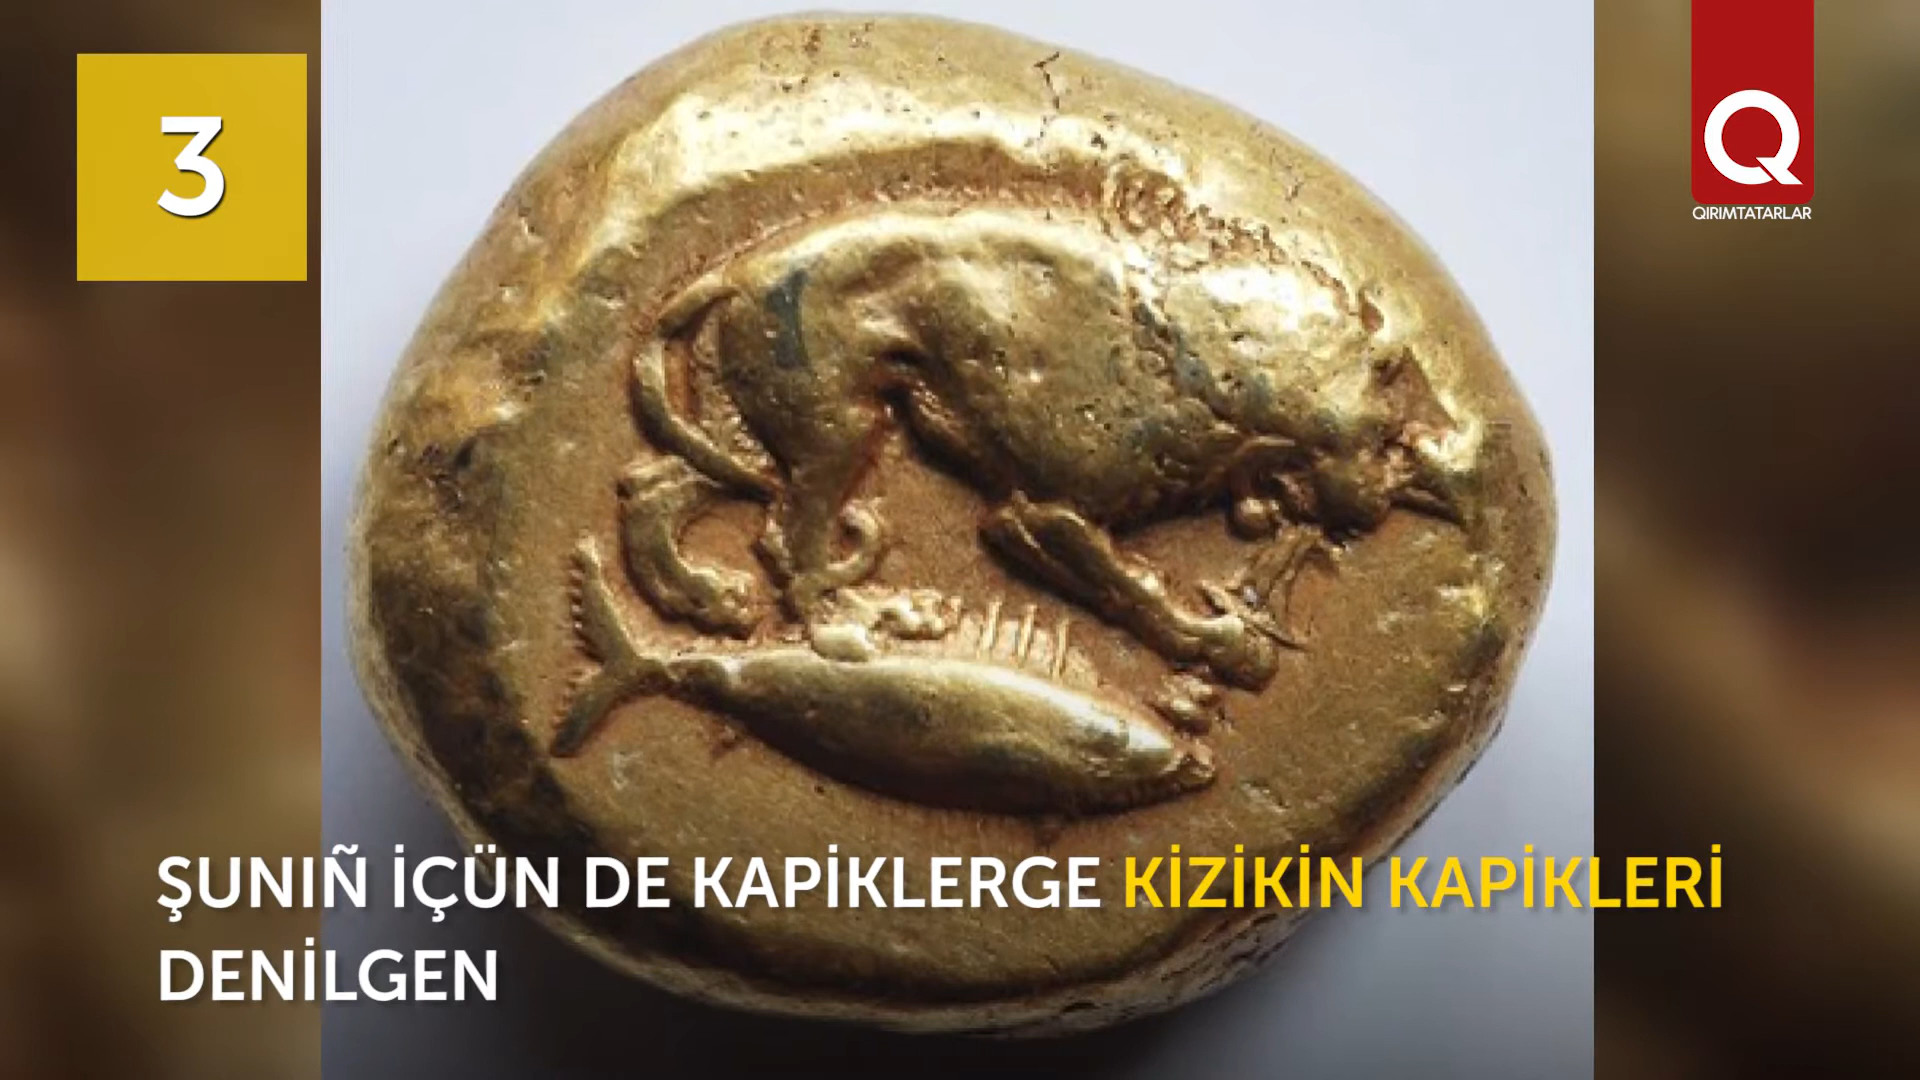 3
Q
QIRIMTATARLAR
ŞUNIÑ İÇÜN DE KAPİKLERGE KİZİKİN KAPİKLERİ
DENİLGEN